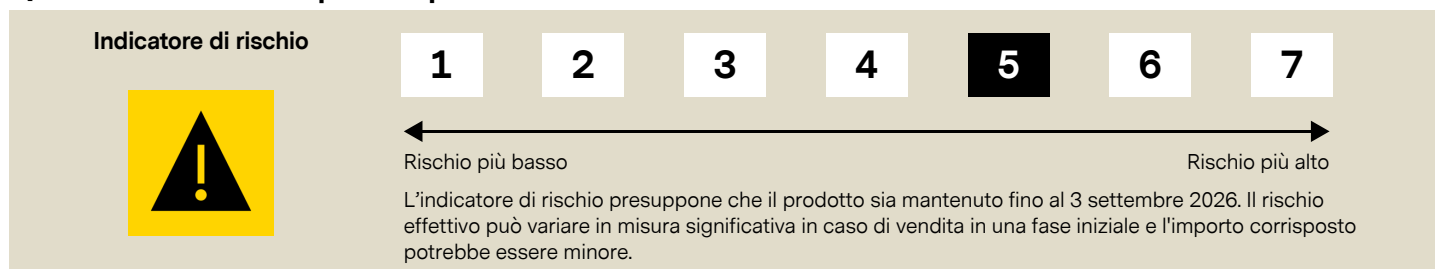 Indicatore di rischio
1 2 3 4 5 6 7
Rischio più basso Rischio più alto
L'indicatore di rischio presuppone che il prodotto sia mantenuto fino al 3 settembre 2026. Il rischio
effettivo può variare in misura significativa in caso di vendita in una fase iniziale e l'importo corrisposto
potrebbe essere minore.